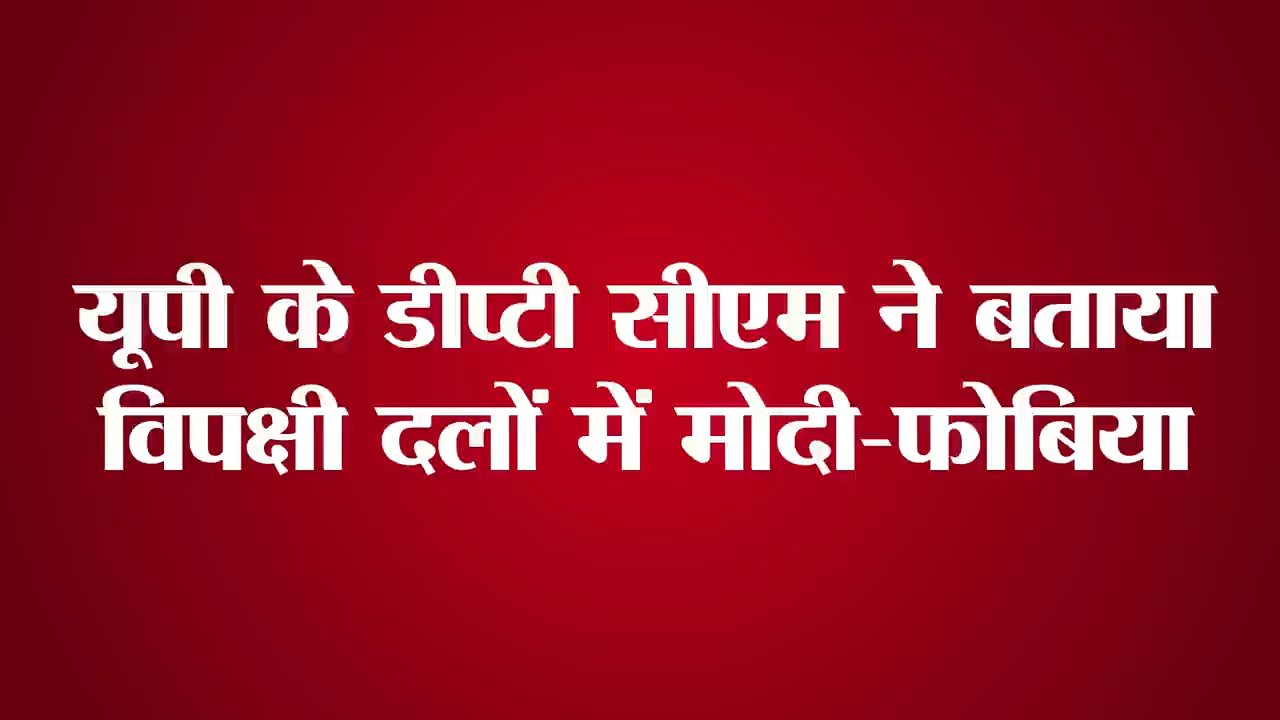 यूपी के डीप्टी सीएम ने बताया
विपक्षी दलों में मोदी-फोबिया